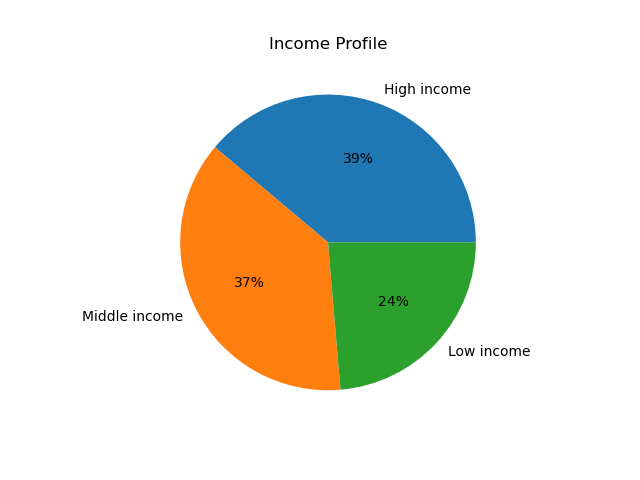 Income Profile
High income
39%
37%
24%
Middle income
Low income